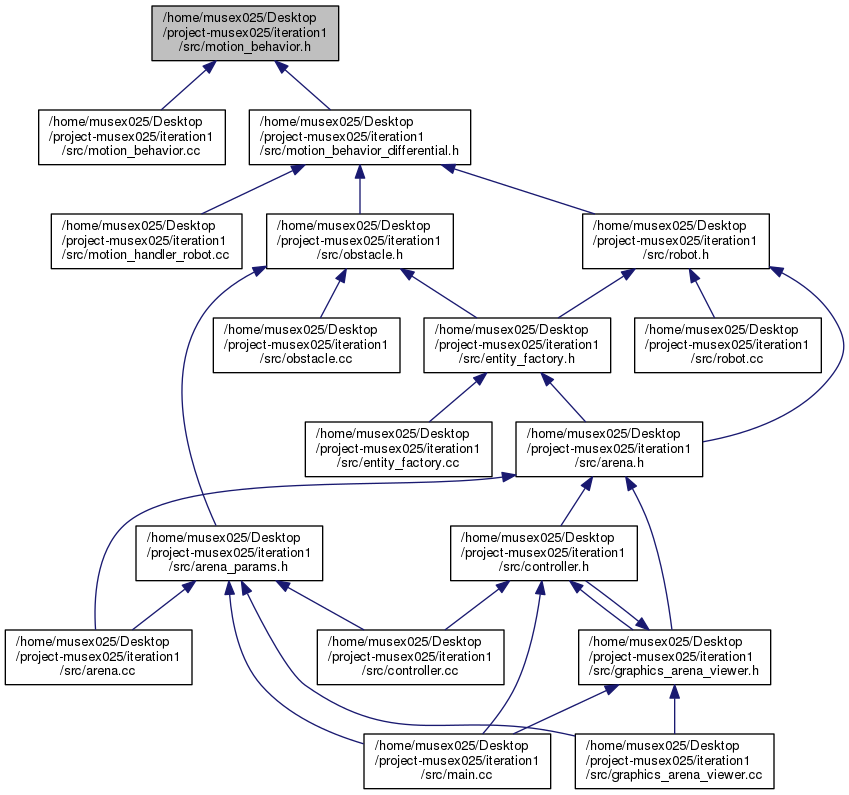 /home/musex025/Desktop
/project-musex025/iteration1
/src/motion_behavior.h
/home/musex025/Desktop
/project-musex025/iteration1
/src/motion_behavior.cc
/home/musex025/Desktop
/project-musex025/iteration1
/src/motion_behavior_differential.h
/home/musex025/Desktop
/project-musex025/iteration1
/src/motion_handler_robot.cc
/home/musex025/Desktop
/project-musex025/iteration1
/src/obstacle.h
/home/musex025/Desktop
/project-musex025/iteration1
/src/robot.h
/home/musex025/Desktop
/project-musex025/iteration1
/src/obstacle.cc
/home/musex025/Desktop
/project-musex025/iteration1
/src/entity_factory.h
/home/musex025/Desktop
/project-musex025/iteration1
/src/robot.cc
/home/musex025/Desktop
/project-musex025/iteration1
/src/entity_factory.cc
/home/musex025/Desktop
/project-musex025/iteration1
/src/arena.h
/home/musex025/Desktop
/project-musex025/iteration1
/src/arena_params.h
/home/musex025/Desktop
/project-musex025/iteration1
/src/controller.h
/home/musex025/Desktop
/project-musex025/iteration1
/src/arena.cc
/home/musex025/Desktop
/project-musex025/iteration1
/src/controller.cc
/home/musex025/Desktop
/project-musex025/iteration1
/src/graphics_arena_viewer.h
/home/musex025/Desktop
/project-musex025/iteration1
/src/main.cc
/home/musex025/Desktop
/project-musex025/iteration1
/src/graphics_arena_viewer.cc